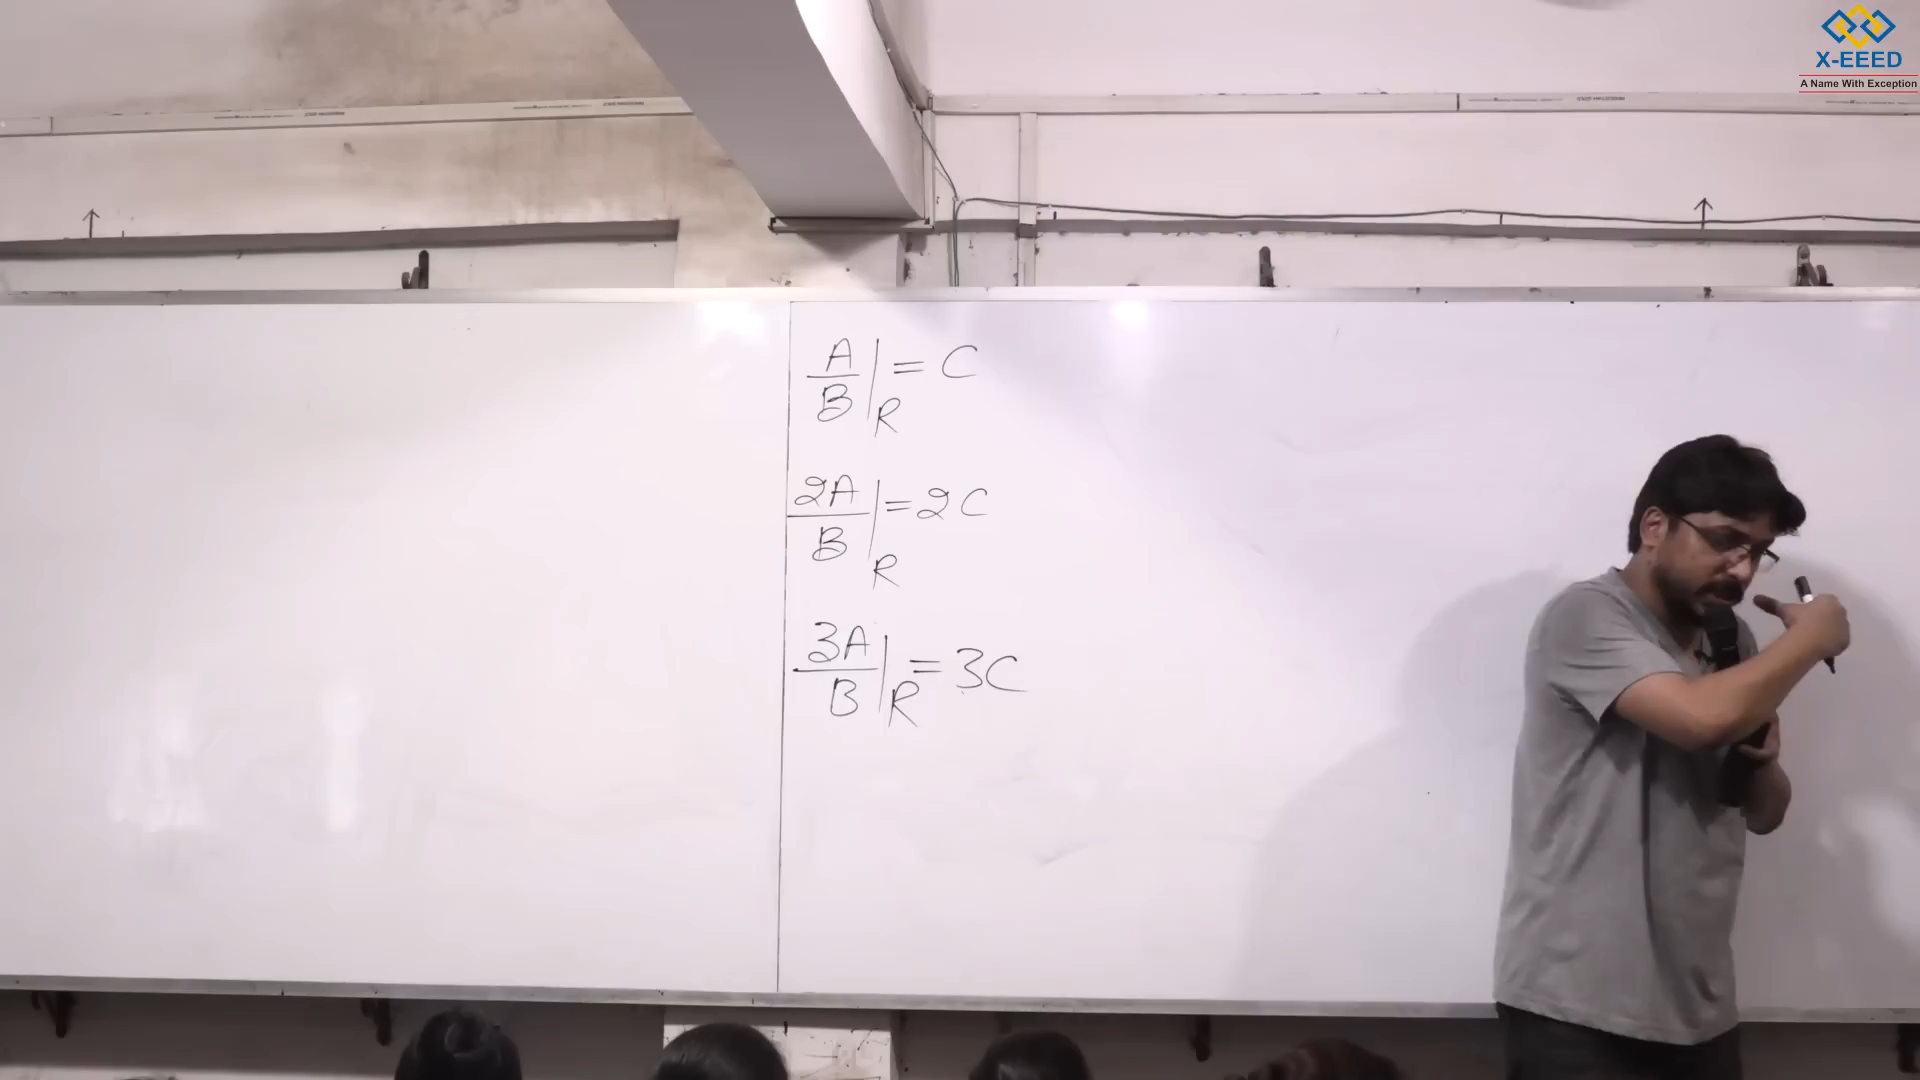 X-EEED
A Name With Exception
A/B|R = C
2A/B|R = 2C
3A/B|R = 3C